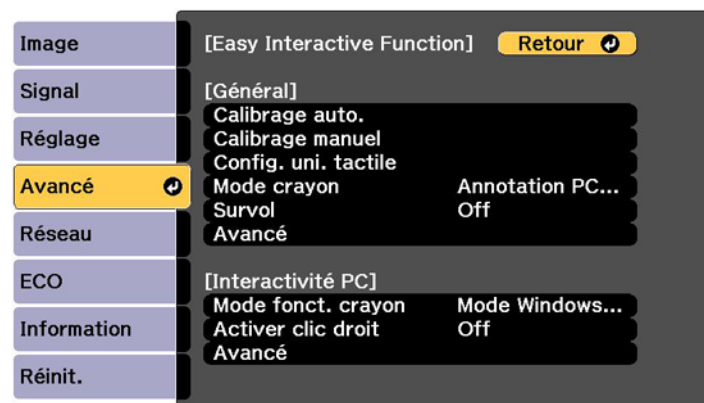 Image
Signal
Réglage
Avancé
Réseau
ECO
Information
Réinit.
[Easy Interactive Function] Retour
[Général]
Calibrage auto.
Calibrage manuel
Config. uni. tactile
Mode crayon Annotation PC...
Survol Off
Avancé
[Interactivité PC]
Mode fonct. crayon Mode Windows...
Activer clic droit Off
Avancé